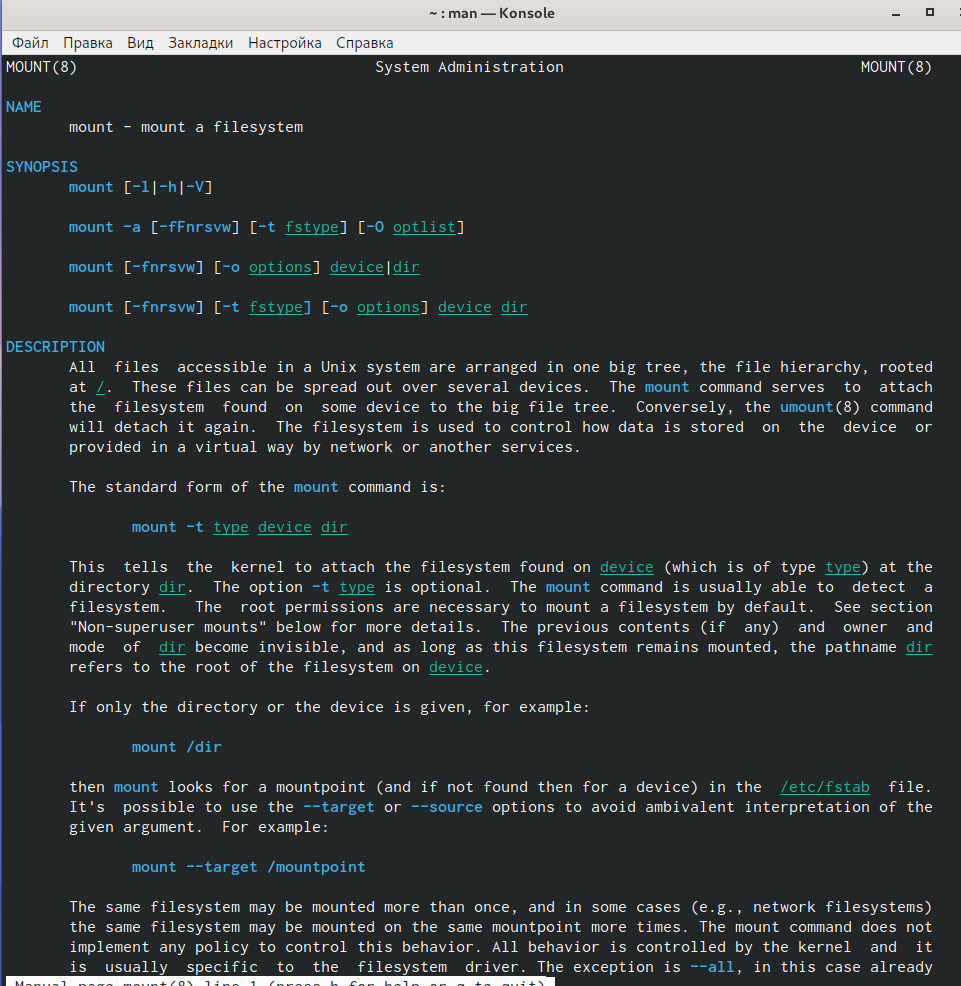 ~ : man — Konsole
Файл Правка Вид Закладки Настройка Справка
MOUNT(8) System Administration MOUNT(8)
NAME
mount - mount a filesystem
SYNOPSIS
mount [-l|-h|-V]
mount -a [-fFnrsvw] [-t fstype] [-O optlist]
mount [-fnrsvw] [-o options] device|dir
mount [-fnrsvw] [-t fstype] [-o options] device dir
DESCRIPTION
All files accessible in a Unix system are arranged in one big tree, the file hierarchy, rooted
at /. These files can be spread out over several devices. The mount command serves to attach
the filesystem found on some device to the big file tree. Conversely, the umount(8) command
will detach it again. The filesystem is used to control how data is stored on the device or
provided in a virtual way by network or another services.
The standard form of the mount command is:
mount -t type device dir
This tells the kernel to attach the filesystem found on device (which is of type type) at the
directory dir. The option -t type is optional. The mount command is usually able to detect a
filesystem. The root permissions are necessary to mount a filesystem by default. See section
"Non-superuser mounts" below for more details. The previous contents (if any) and owner and
mode of dir become invisible, and as long as this filesystem remains mounted, the pathname dir
refers to the root of the filesystem on device.
If only the directory or the device is given, for example:
mount /dir
then mount looks for a mountpoint (and if not found then for a device) in the /etc/fstab file.
It's possible to use the --target or --source options to avoid ambivalent interpretation of the
given argument. For example:
mount --target /mountpoint
The same filesystem may be mounted more than once, and in some cases (e.g., network filesystems)
the same filesystem may be mounted on the same mountpoint more times. The mount command does not
implement any policy to control this behavior. All behavior is controlled by the kernel and it
is usually specific to the filesystem driver. The exception is --all, in this case already
Manual page mount(8) line 1 (press h for help or q to quit)